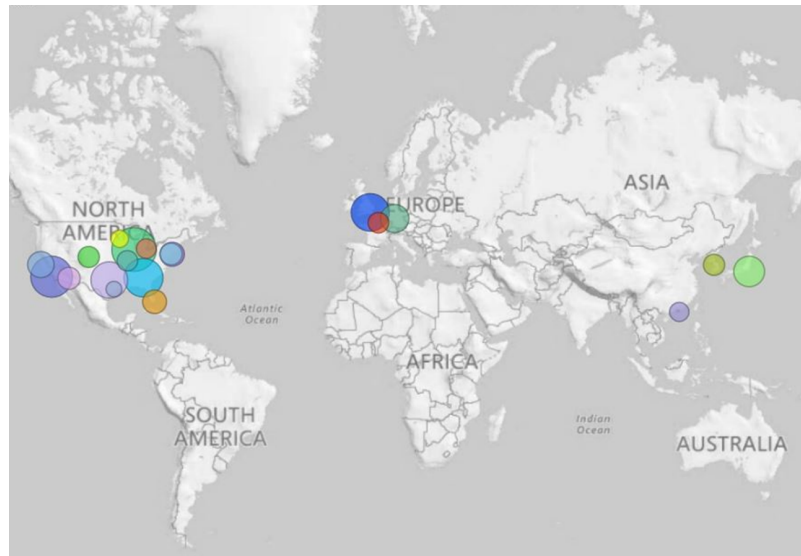 ASIA
EUROPE
NORTH
AMERICA
Atlantic
Ocean
AFRICA
SOUTH
AMERICA
Indian
Ocean
AUSTRALIA